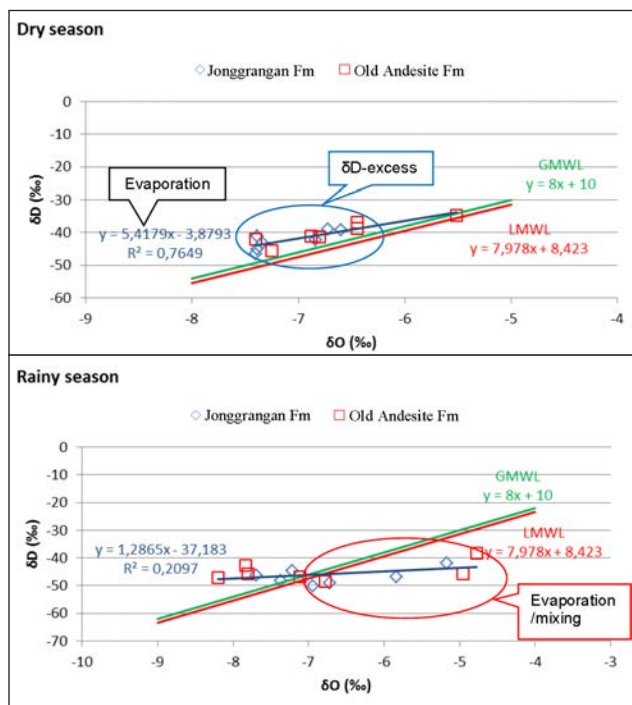 Dry season
Jonggrangan Fm
Old Andesite Fm
0
-10
-20
-30
-40
-50
-60
δD (‰)
Evaporation
δD-excess
GMWL
y = 8x + 10
y = 5,4179x - 3,8793
R² = 0,7649
LMWL
y = 7,978x + 8,423
-9
-8
-7
-6
-5
-4
δO (‰)
Rainy season
Jonggrangan Fm
Old Andesite Fm
0
-10
-20
-30
-40
-50
-60
-70
δD (‰)
GMWL
y = 8x + 10
y = 1,2865x - 37,183
R² = 0,2097
LMWL
y = 7,978x + 8,423
Evaporation
/mixing
-10
-9
-8
-7
-6
-5
-4
-3
δO (‰)